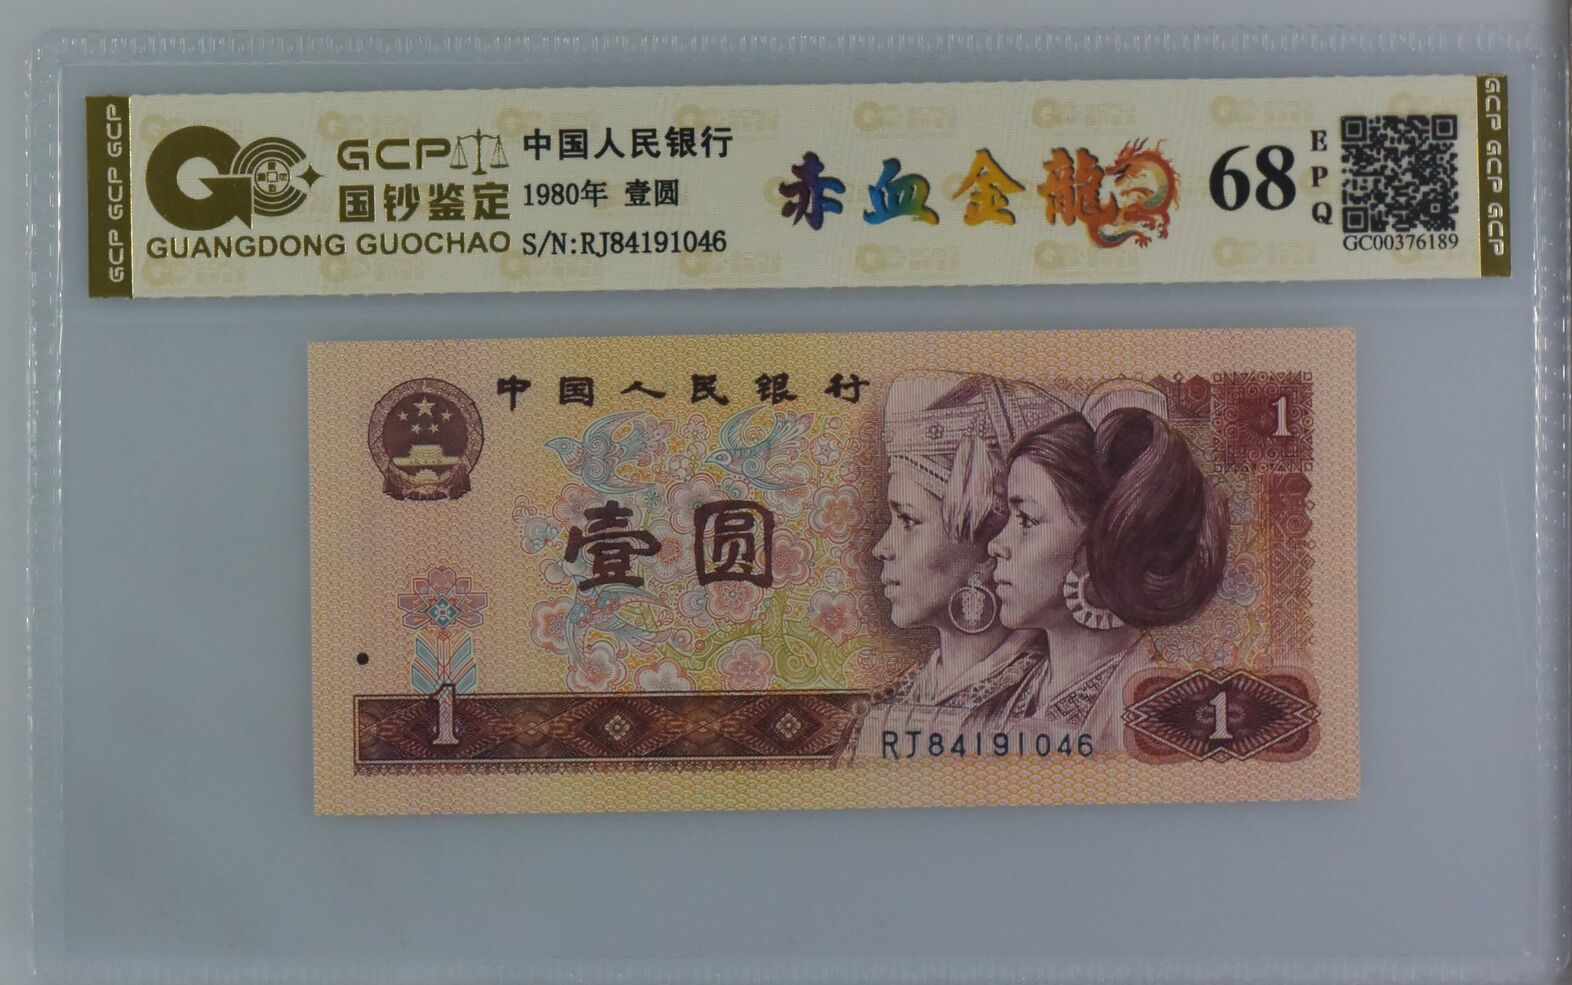 GCP GCP GCP
GCP
国钞鉴定
GUANGDONG GUOCHAO
中国人民银行
1980年 壹圆
S/N:RJ84191046
赤血金龍
68
EPQ
GC00376189
GCP GCP GCP
中国人民银行
1
壹圆
1
1
RJ84191046